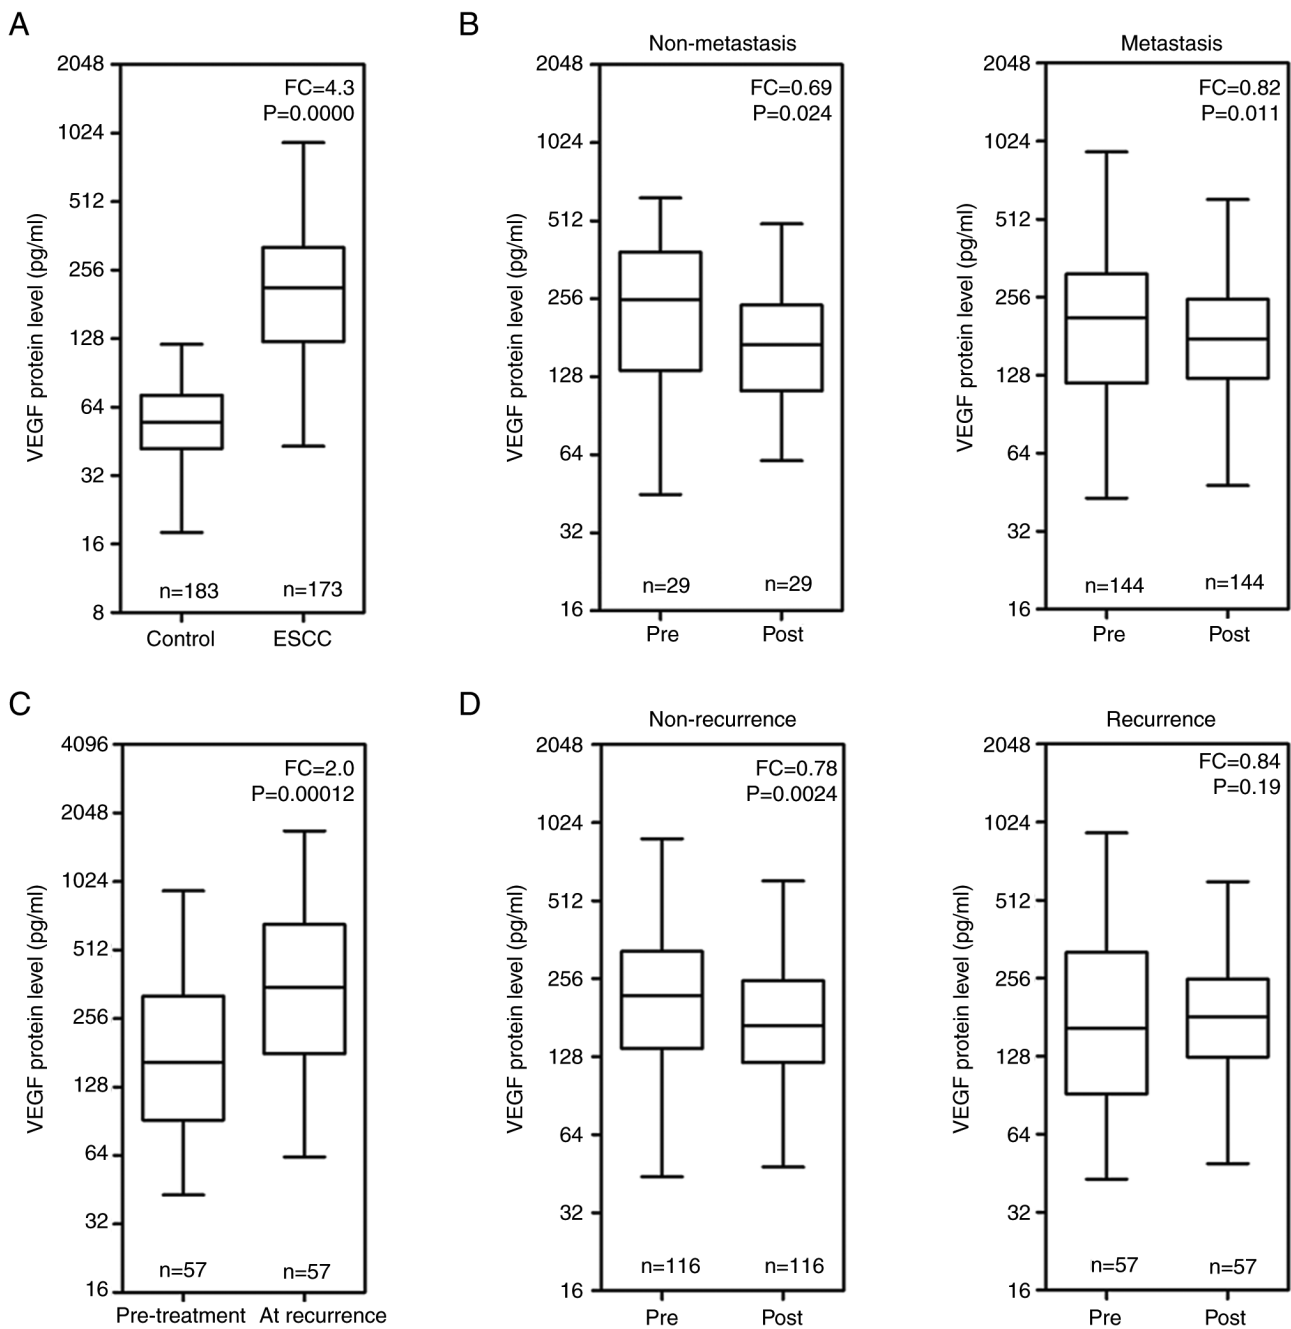 A
2048
1024
512
256
128
64
32
16
8
VEGF protein level (pg/ml)
FC=4.3
P=0.0000
n=183
n=173
Control
ESCC
B
Non-metastasis
2048
1024
512
256
128
64
32
16
VEGF protein level (pg/ml)
FC=0.69
P=0.024
n=29
n=29
Pre
Post
Metastasis
2048
1024
512
256
128
64
32
16
VEGF protein level (pg/ml)
FC=0.82
P=0.011
n=144
n=144
Pre
Post
C
4096
2048
1024
512
256
128
64
32
16
VEGF protein level (pg/ml)
FC=2.0
P=0.00012
n=57
n=57
Pre-treatment
At recurrence
D
Non-recurrence
2048
1024
512
256
128
64
32
16
VEGF protein level (pg/ml)
FC=0.78
P=0.0024
n=116
n=116
Pre
Post
Recurrence
2048
1024
512
256
128
64
32
16
VEGF protein level (pg/ml)
FC=0.84
P=0.19
n=57
n=57
Pre
Post